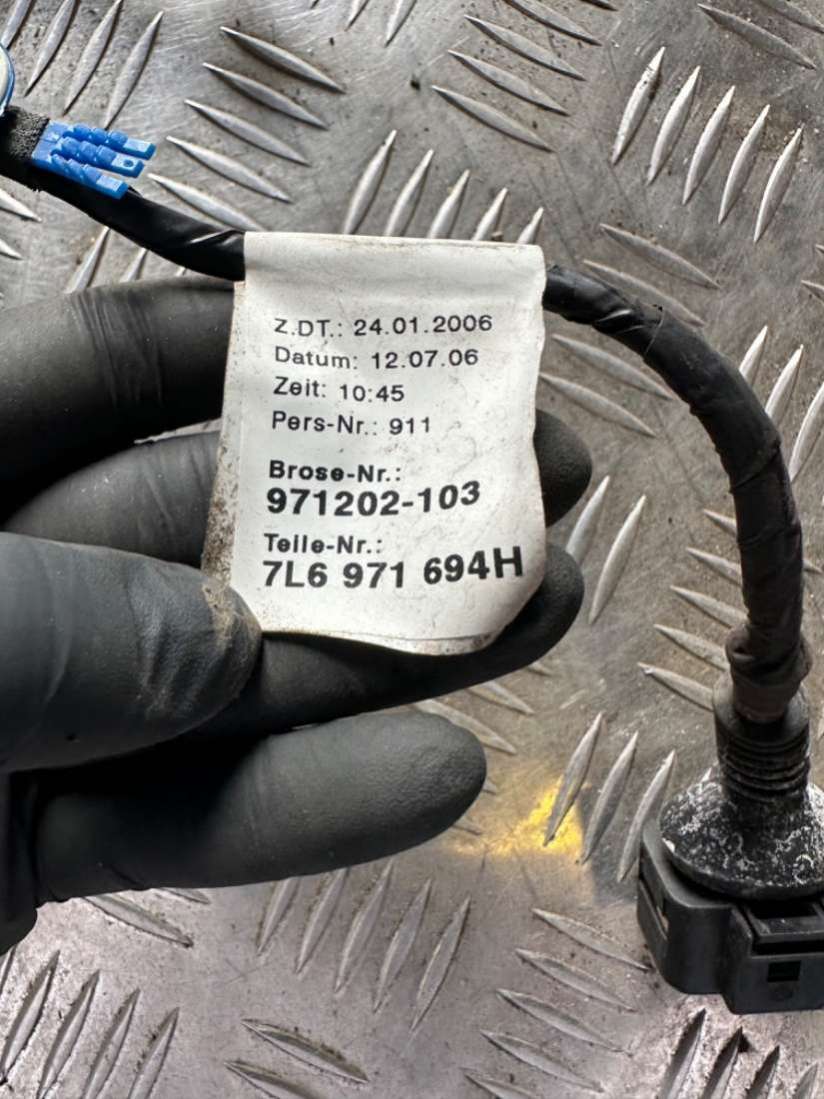 Z.DT.: 24.01.2006
Datum: 12.07.06
Zeit: 10:45
Pers-Nr.: 911
Brose-Nr.:
971202-103
Teile-Nr.:
7L6 971 694H